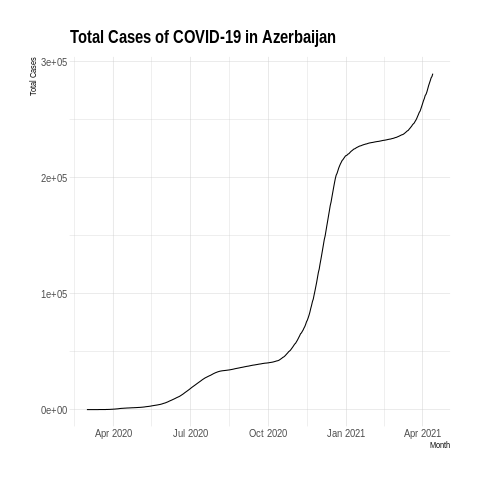 Total Cases of COVID-19 in Azerbaijan
Total Cases
3e+05
2e+05
1e+05
0e+00
Apr 2020 Jul 2020 Oct 2020 Jan 2021 Apr 2021
Month